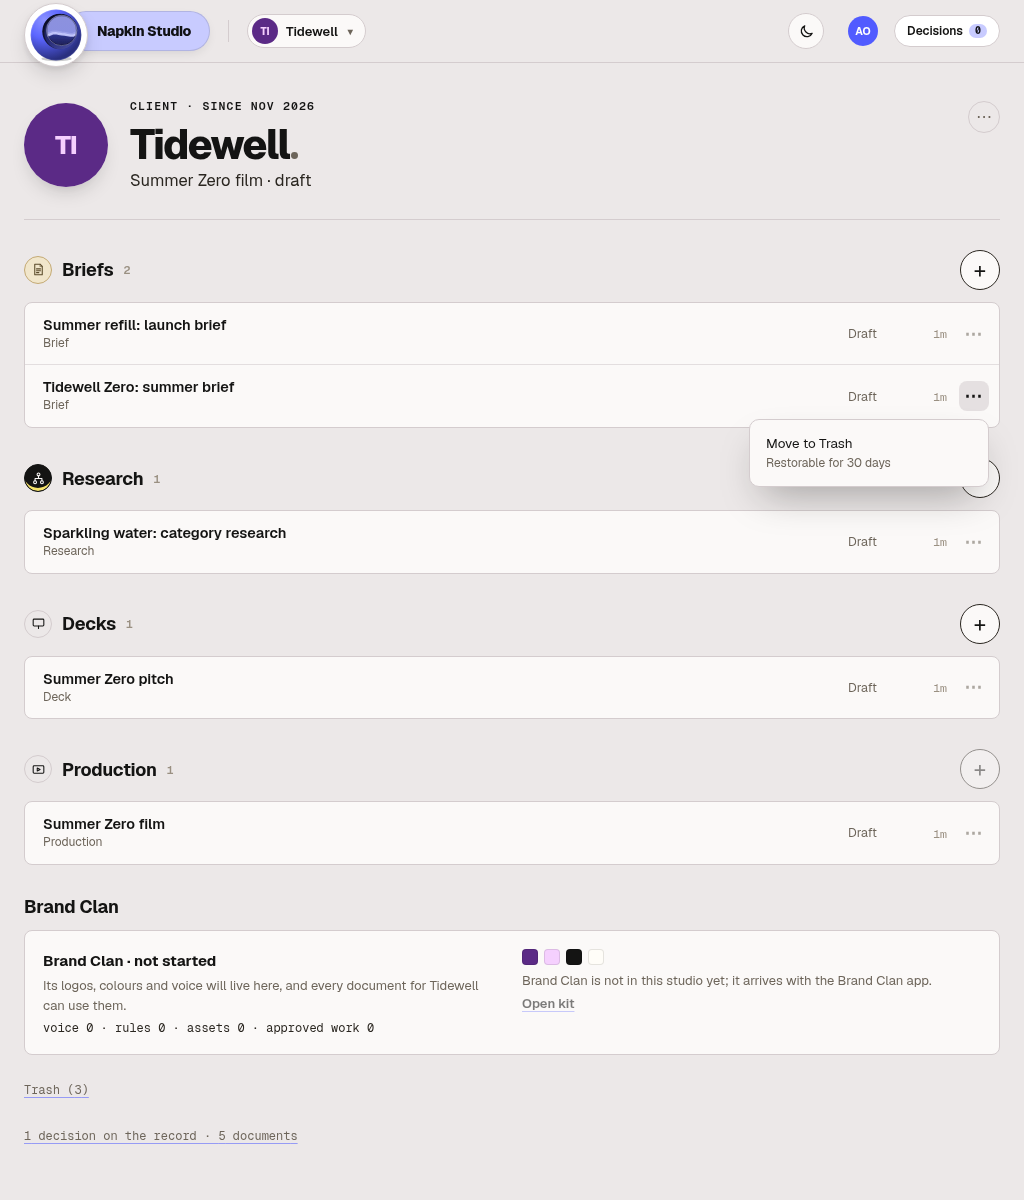 Napkin Studio
TI
Tidewell ▾
AO
Decisions 0
TI
CLIENT · SINCE NOV 2026
Tidewell.
Summer Zero film · draft
Briefs 2
Summer refill: launch brief
Brief
Draft
1m
Tidewell Zero: summer brief
Brief
Draft
1m
Move to Trash
Restorable for 30 days
Research 1
Sparkling water: category research
Research
Draft
1m
Decks 1
Summer Zero pitch
Deck
Draft
1m
Production 1
Summer Zero film
Production
Draft
1m
Brand Clan
Brand Clan · not started
Its logos, colours and voice will live here, and every document for Tidewell
can use them.
voice 0 · rules 0 · assets 0 · approved work 0
Brand Clan is not in this studio yet; it arrives with the Brand Clan app.
Open kit
Trash (3)
1 decision on the record · 5 documents